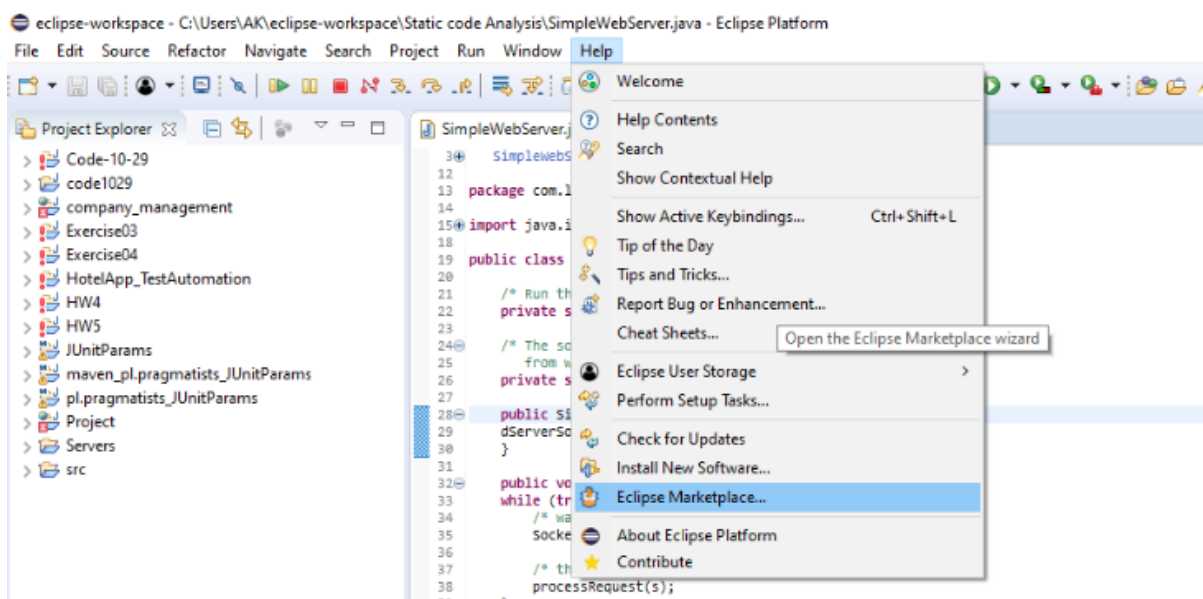 eclipse-workspace - C:\Users\AK\eclipse-workspace\Static code Analysis\SimpleWebServer.java - Eclipse Platform
File Edit Source Refactor Navigate Search Project Run Window Help
Project Explorer
Code-10-29
code1029
company_management
Exercise03
Exercise04
HotelApp_TestAutomation
HW4
HW5
JUnitParams
maven_pl.pragmatists_JUnitParams
pl.pragmatists_JUnitParams
Project
Servers
src
SimpleWebServer.j
3 SimpleWebS
12
13 package com.l
14
15 import java.i
18
19 public class
20
21 /* Run th
22 private s
23
24 /* The so
25 from w
26 private s
27
28 public Si
29 dServerSo
30 }
31
32 public vo
33 while (tr
34 /* wa
35 Socke
36
37 /* th
38 processRequest(s);
Welcome
Help Contents
Search
Show Contextual Help
Show Active Keybindings... Ctrl+Shift+L
Tip of the Day
Tips and Tricks...
Report Bug or Enhancement...
Cheat Sheets...
Open the Eclipse Marketplace wizard
Eclipse User Storage
Perform Setup Tasks...
Check for Updates
Install New Software...
Eclipse Marketplace...
About Eclipse Platform
Contribute